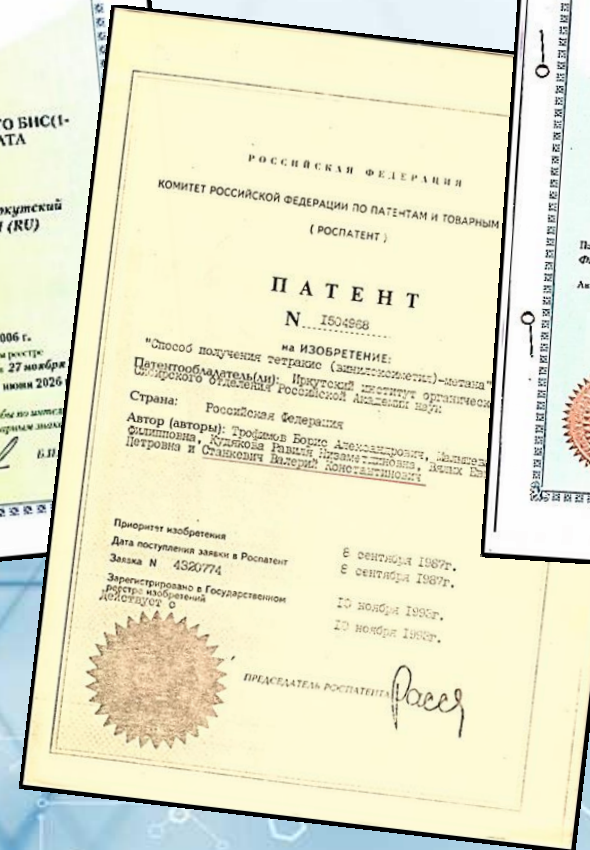 О БИС(1-
АТА
ркутский
(RU)
006 г.
реестре
27 ноября
июня 2026
РОССИЙСКАЯ ФЕДЕРАЦИЯ
КОМИТЕТ РОССИЙСКОЙ ФЕДЕРАЦИИ ПО ПАТЕНТАМ И ТОВАРНЫМ
( РОСПАТЕНТ )
ПАТЕНТ
N 1504968
на ИЗОБРЕТЕНИЕ:
"Способ получения тетракис (винилоксиметил)-метана"
Патентообладатель(ли): Иркутский институт органическо
Сибирского отделения Российской Академии наук
Страна: Российская Федерация
Автор (авторы): Трофимов Борис Александрович,
Филипповна, Кудякова Равиля Низаметдиновна, Вялых
Петровна и Станкевич Валерий Константинович
Приоритет изобретения 8 сентября 1987г.
Дата поступления заявки в Роспатент 8 сентября 1987г.
Заявка N 4320774
Зарегистрировано в Государственном
реестре изобретений 10 ноября 1993г.
действует с 10 ноября 1993г.
ПРЕДСЕДАТЕЛЬ РОСПАТЕНТА